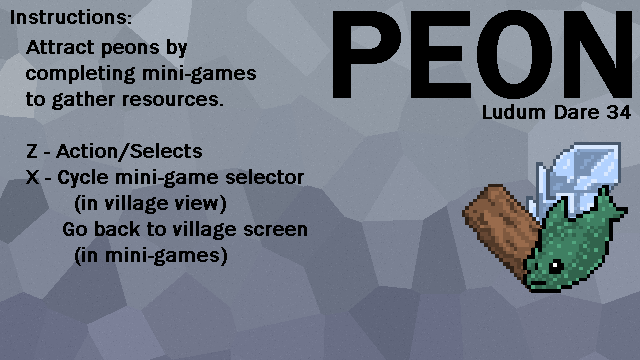 Instructions:
Attract peons by
completing mini-games
to gather resources.
Z - Action/Selects
X - Cycle mini-game selector
(in village view)
Go back to village screen
(in mini-games)
PEON
Ludum Dare 34